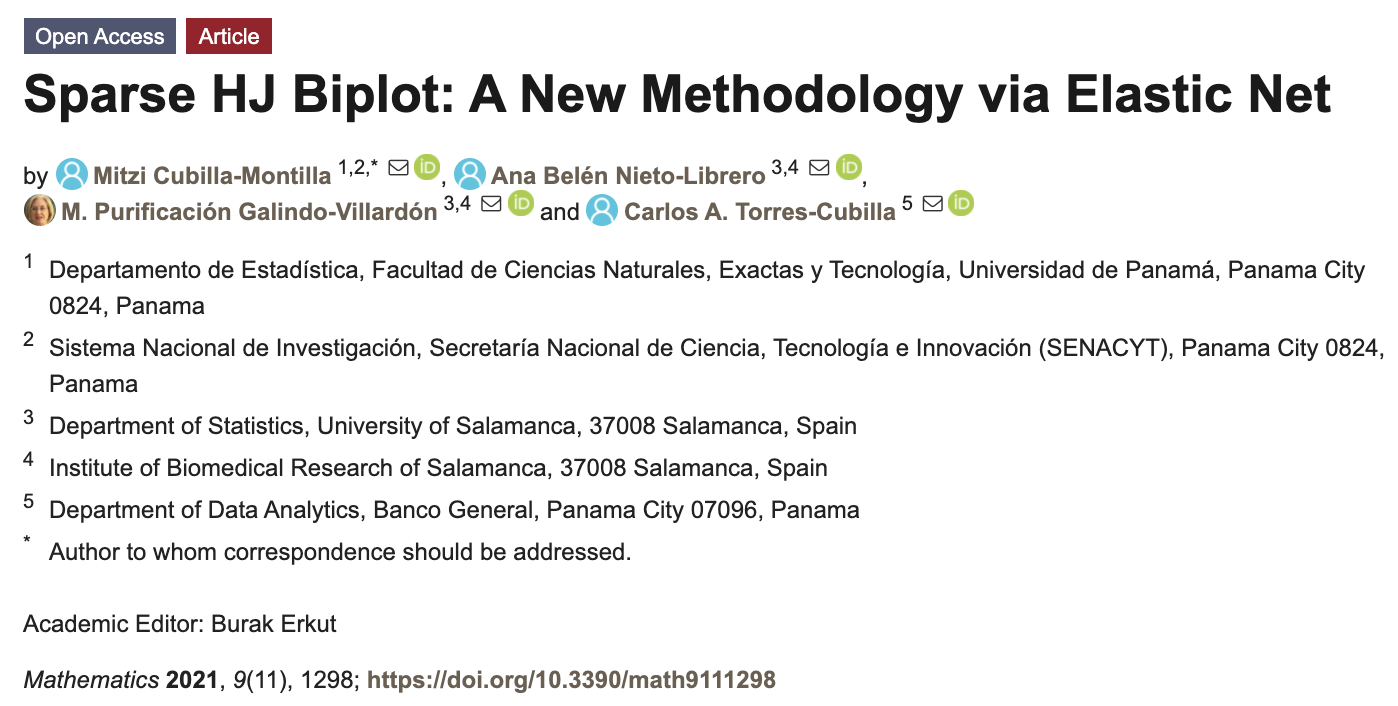 Open Access Article
Sparse HJ Biplot: A New Methodology via Elastic Net
by Mitzi Cubilla-Montilla 1,2,* iD, Ana Belén Nieto-Librero 3,4 iD,
M. Purificación Galindo-Villardón 3,4 iD and Carlos A. Torres-Cubilla 5 iD
1 Departamento de Estadística, Facultad de Ciencias Naturales, Exactas y Tecnología, Universidad de Panamá, Panama City
0824, Panama
2 Sistema Nacional de Investigación, Secretaría Nacional de Ciencia, Tecnología e Innovación (SENACYT), Panama City 0824,
Panama
3 Department of Statistics, University of Salamanca, 37008 Salamanca, Spain
4 Institute of Biomedical Research of Salamanca, 37008 Salamanca, Spain
5 Department of Data Analytics, Banco General, Panama City 07096, Panama
* Author to whom correspondence should be addressed.
Academic Editor: Burak Erkut
Mathematics 2021, 9(11), 1298; https://doi.org/10.3390/math9111298